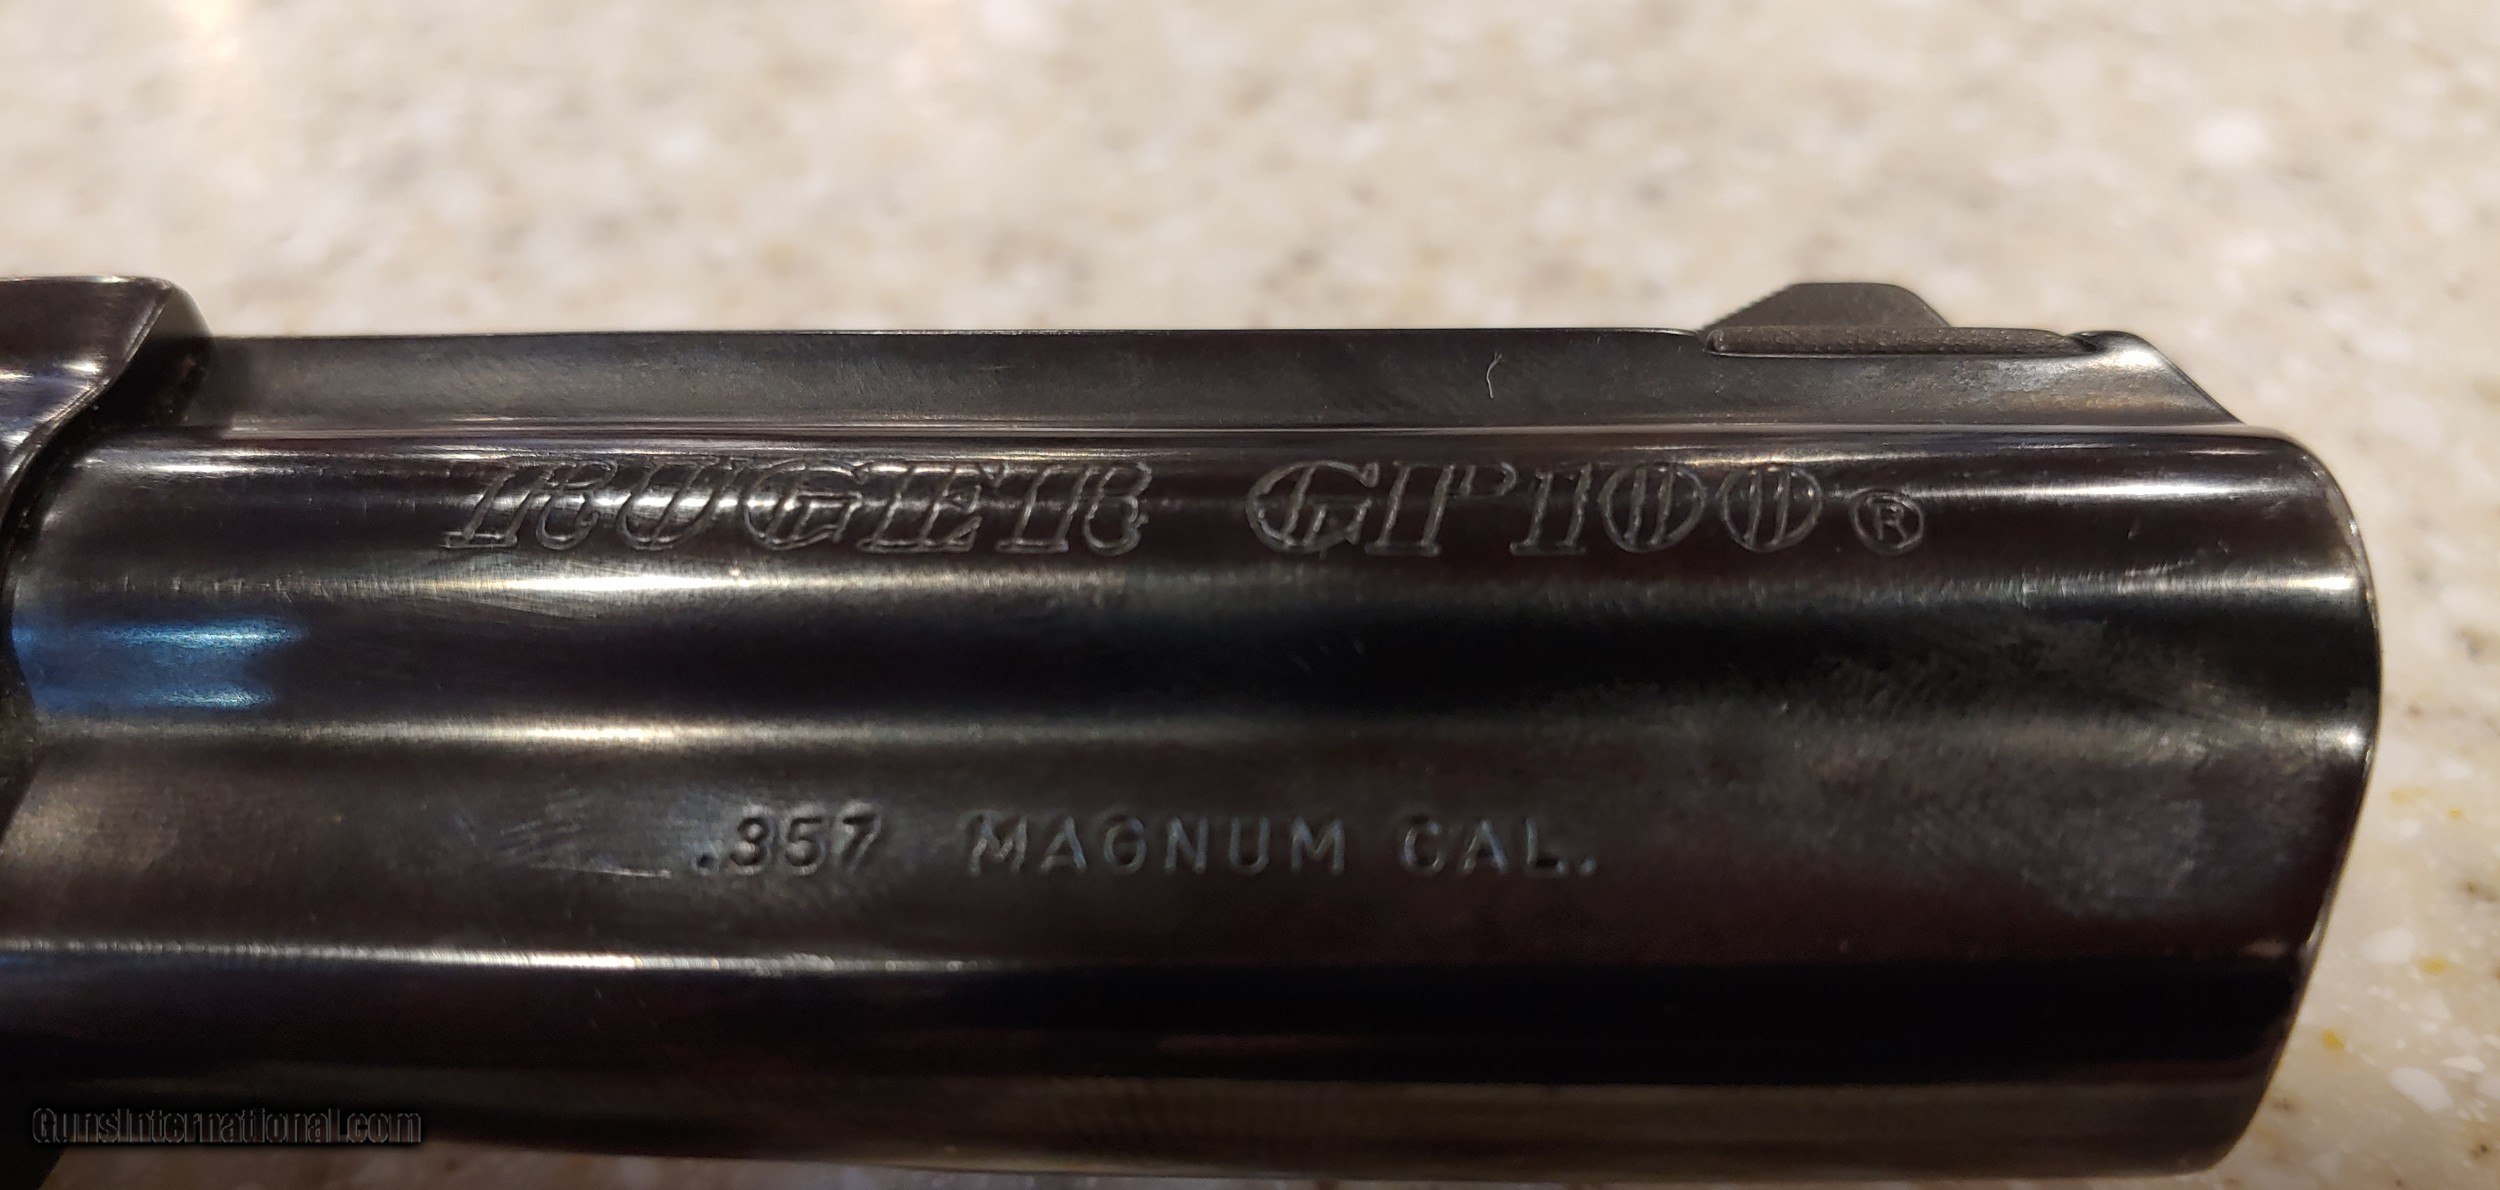 RUGER GP100 ®
.357 MAGNUM CAL.
GunsInternational.com